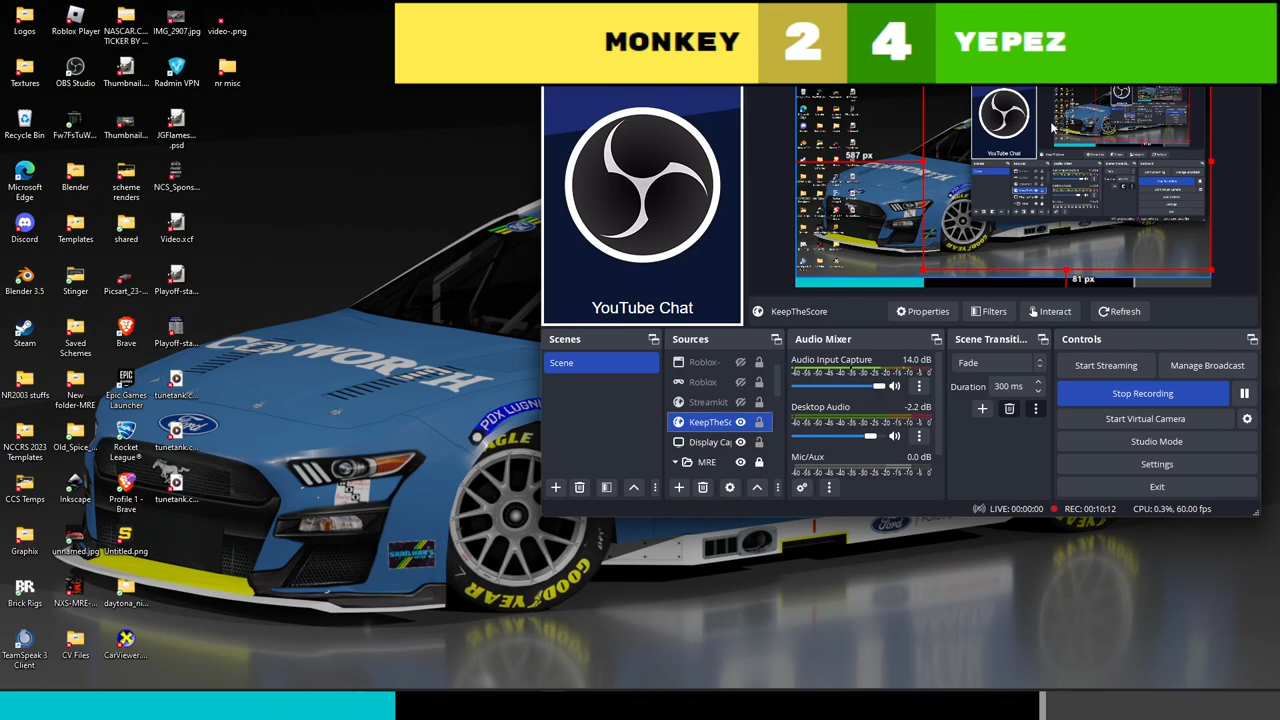 MONKEY 2 4 YEPEZ
Logos
Roblox Player
NASCAR.C... TICKER BY ...
IMG_2907.jpg
video-.png
Textures
OBS Studio
Thumbnail....
Radmin VPN
nr misc
Recycle Bin
Fw7FsTuW...
Thumbnail...
JGFlames...
.psd
Microsoft
Edge
Blender
scheme
renders
NCS_Spons...
Discord
Templates
shared
Video.xcf
Blender 3.5
Stinger
Picsart_23-...
Playoff-sta...
Steam
Saved
Schemes
Brave
Playoff-sta...
NR2003 stuffs
New
folder-MRE
Epic Games
Launcher
tunetank.c...
NCCRS 2023
Templates
Old_Spice_...
Rocket
League®
tunetank.c...
CCS Temps
Inkscape
Profile 1 -
Brave
tunetank.c...
Graphix
unnamed.jpg
Untitled.png
Brick Rigs
NXS-MRE-...
daytona_ni...
TeamSpeak 3
Client
CV Files
CarViewer....
YouTube Chat
587 px
81 px
KeepTheScore
Properties
Filters
Interact
Refresh
Scenes
Scene
Sources
Roblox-
Roblox
Streamkit
KeepTheSc
Display Ca
MRE
Audio Mixer
Audio Input Capture 14.0 dB
Desktop Audio -2.2 dB
Mic/Aux 0.0 dB
Scene Transiti...
Fade
Duration 300 ms
Controls
Start Streaming
Manage Broadcast
Stop Recording
Start Virtual Camera
Studio Mode
Settings
Exit
LIVE: 00:00:00
REC: 00:10:12
CPU: 0.3%, 60.00 fps
PDX LUGNU
EAGLE
GOODYEAR
Ford
Ford